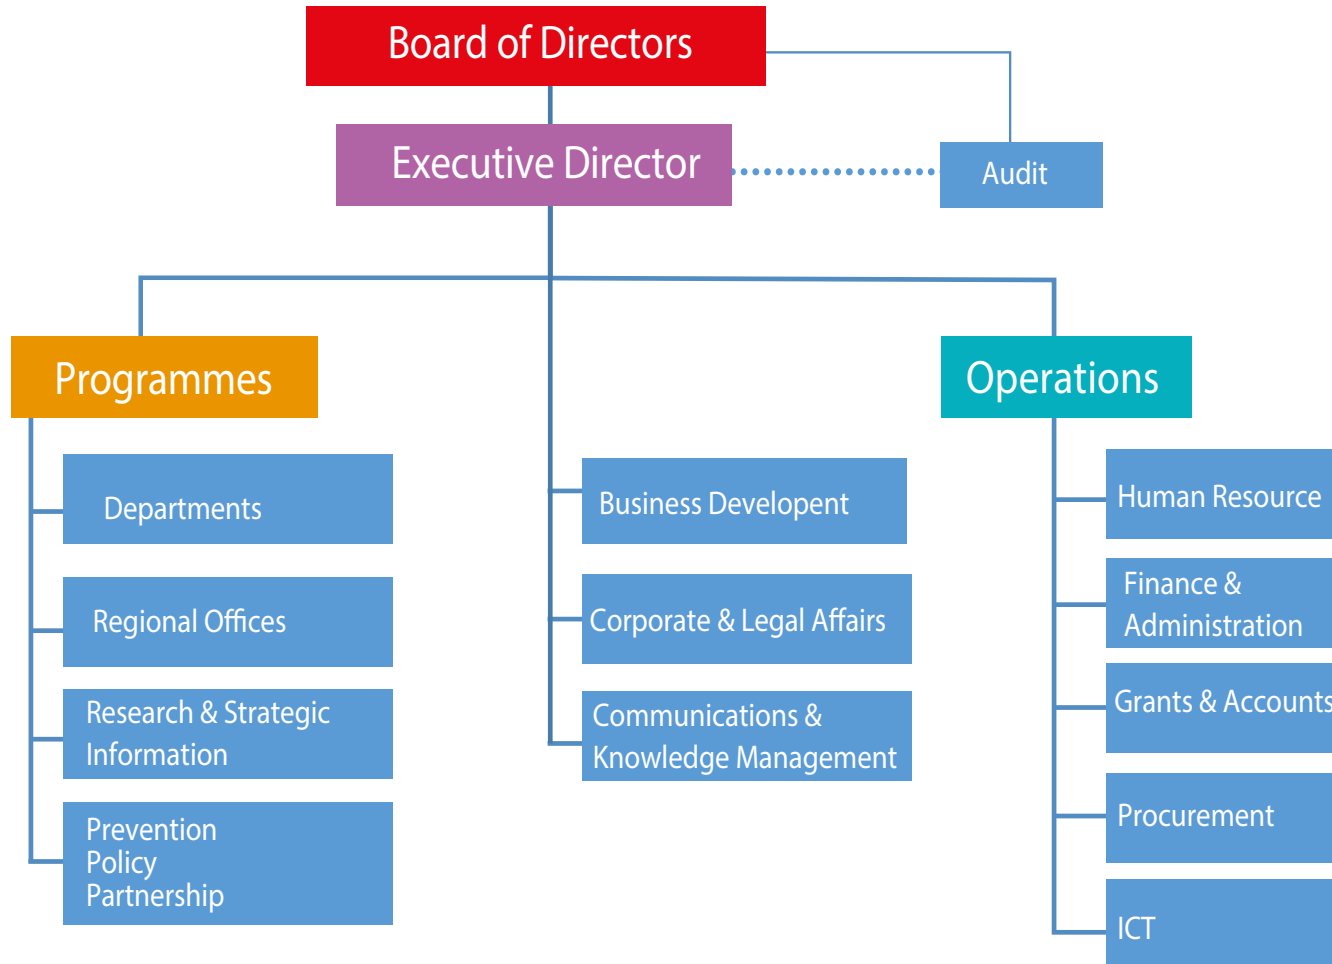 Board of Directors
Executive Director
Audit
Programmes
Operations
Departments
Regional Offices
Research & Strategic
Information
Prevention
Policy
Partnership
Business Developent
Corporate & Legal Affairs
Communications &
Knowledge Management
Human Resource
Finance &
Administration
Grants & Accounts
Procurement
ICT